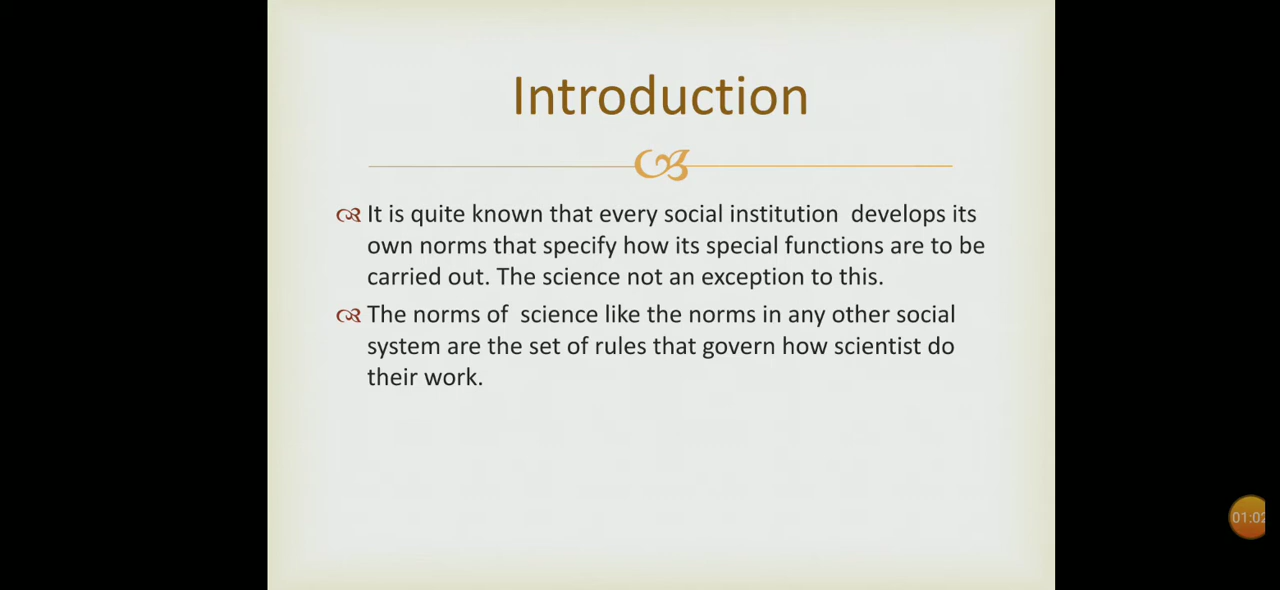 Introduction
It is quite known that every social institution  develops its
own norms that specify how its special functions are to be
carried out. The science not an exception to this.
The norms of  science like the norms in any other social
system are the set of rules that govern how scientist do
their work.
01:02